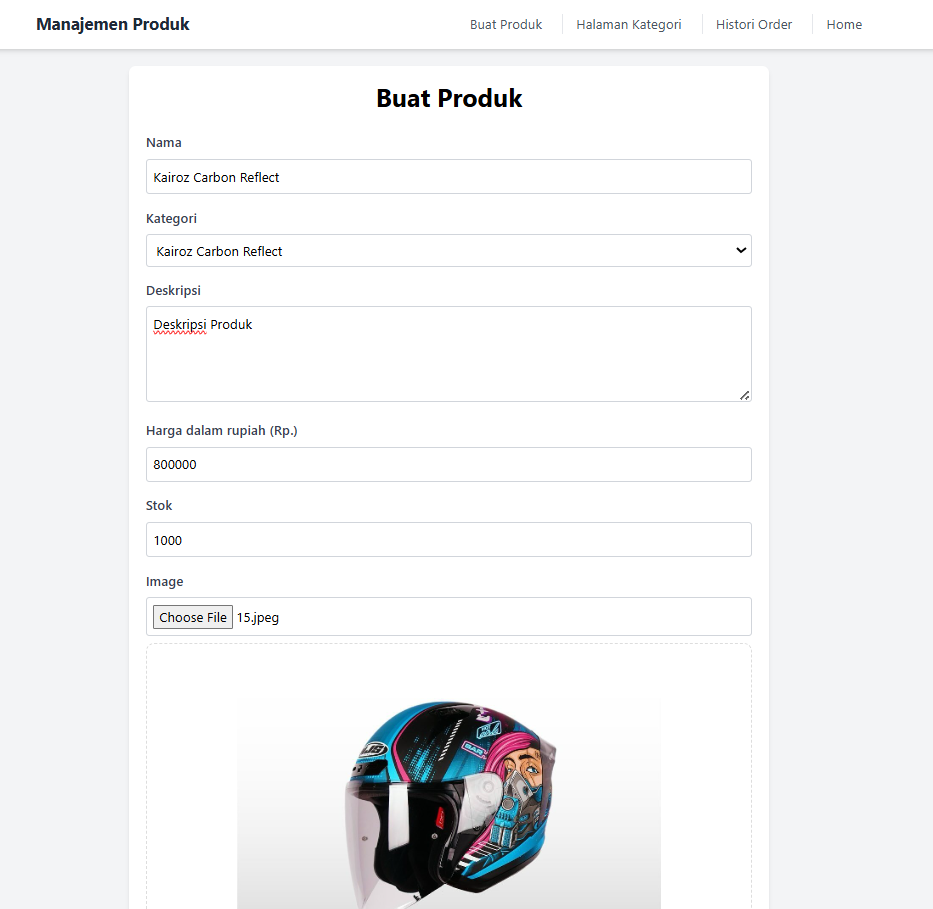 Manajemen Produk
Buat Produk
Halaman Kategori
Histori Order
Home
Buat Produk
Nama
Kairoz Carbon Reflect
Kategori
Kairoz Carbon Reflect
Deskripsi
Deskripsi Produk
Harga dalam rupiah (Rp.)
800000
Stok
1000
Image
Choose File 15.jpeg